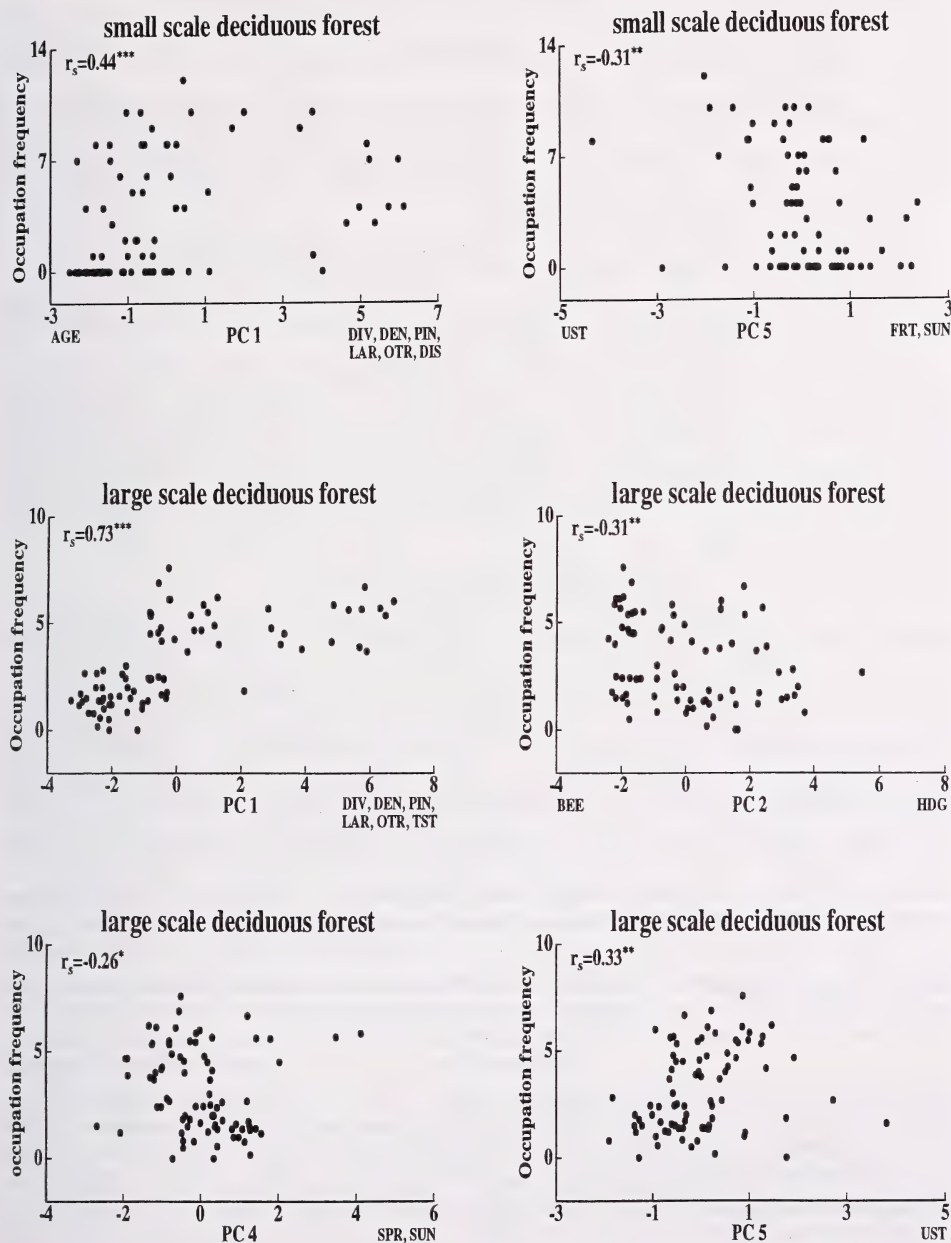 small scale deciduous forest
r_s=0.44***
Occupation frequency
14
7
0
-3
-1
1
3
5
7
AGE
PC 1
DIV, DEN, PIN,
LAR, OTR, DIS
small scale deciduous forest
r_s=-0.31**
Occupation frequency
14
7
0
-5
-3
-1
1
3
UST
PC 5
FRT, SUN
large scale deciduous forest
r_s=0.73***
Occupation frequency
10
5
0
-4
-2
0
2
4
6
8
PC 1
DIV, DEN, PIN,
LAR, OTR, TST
large scale deciduous forest
r_s=-0.31**
Occupation frequency
10
5
0
-4
-2
0
2
4
6
8
BEE
PC 2
HDG
large scale deciduous forest
r_s=-0.26*
occupation frequency
10
5
0
-4
-2
0
2
4
6
PC 4
SPR, SUN
large scale deciduous forest
r_s=0.33**
Occupation frequency
10
5
0
-3
-1
1
3
5
PC 5
UST